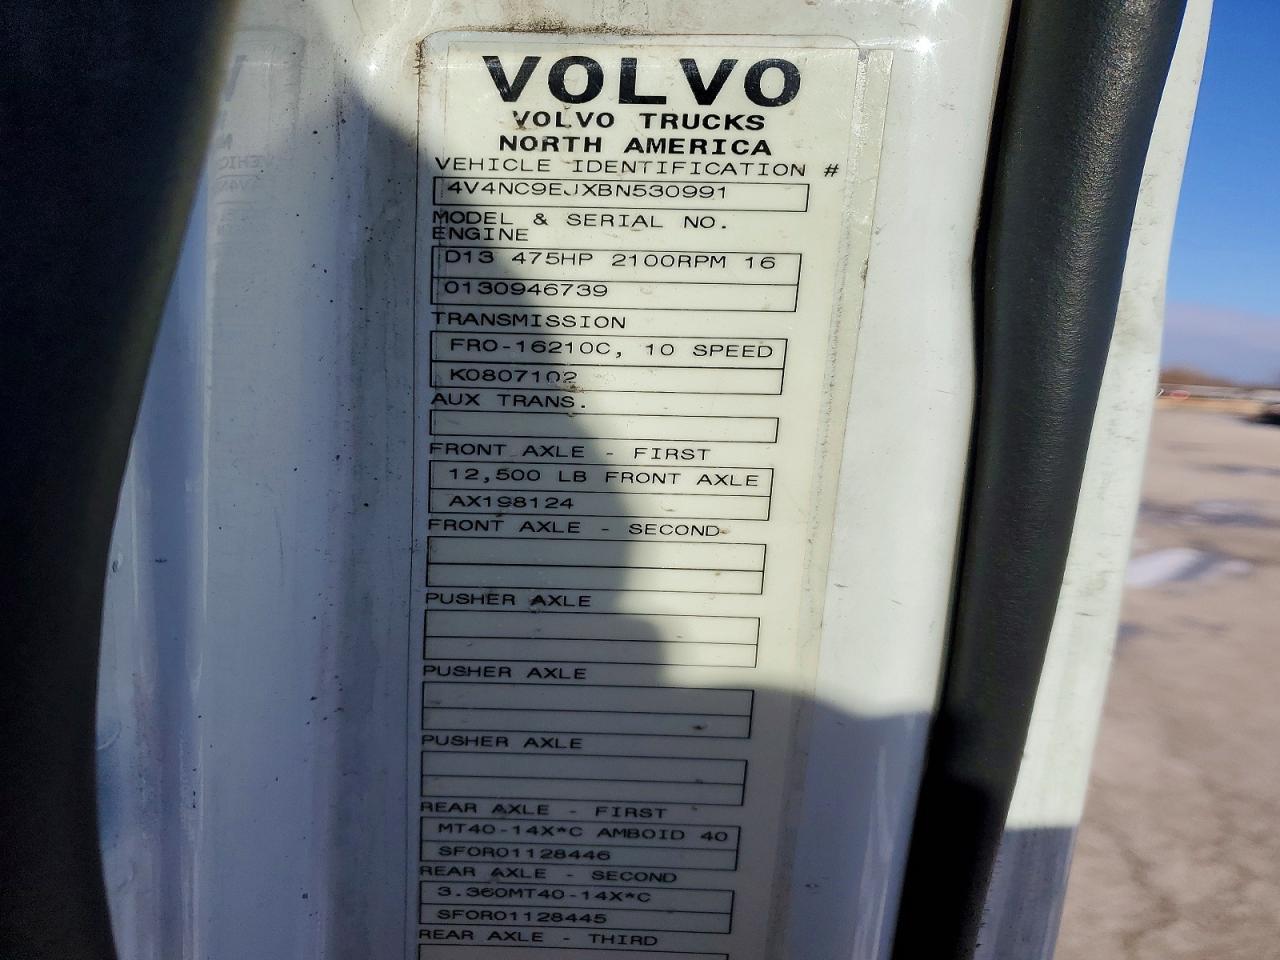 VOLVO
VOLVO TRUCKS
NORTH AMERICA
VEHICLE IDENTIFICATION #
4V4NC9EJXBN530991
MODEL & SERIAL NO.
ENGINE
D13 475HP 2100RPM 16
0130946739
TRANSMISSION
FRO-16210C, 10 SPEED
K0807102
AUX TRANS.
FRONT AXLE - FIRST
12,500 LB FRONT AXLE
AX198124
FRONT AXLE - SECOND
PUSHER AXLE
PUSHER AXLE
PUSHER AXLE
REAR AXLE - FIRST
MT40-14X*C AMBOID 40
SFOR01128446
REAR AXLE - SECOND
3.360MT40-14X*C
SFOR01128445
REAR AXLE - THIRD